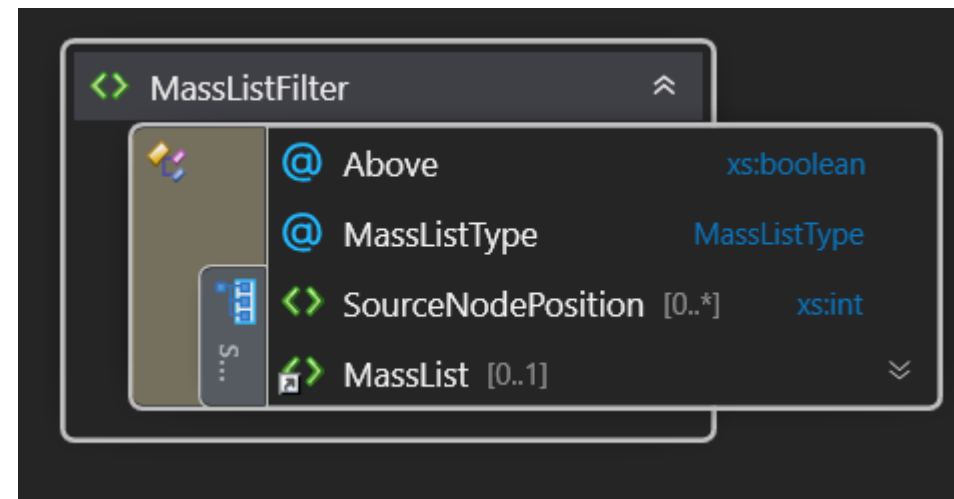 MassListFilter
@ Above xs:boolean
@ MassListType MassListType
SourceNodePosition [0..*] xs:int
S...
MassList [0..1]